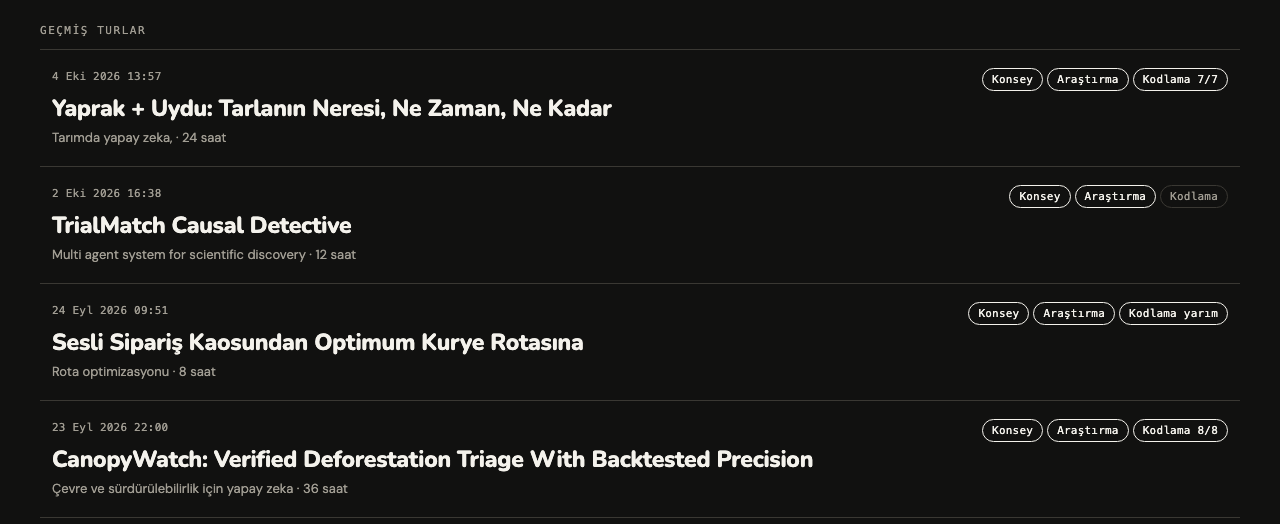 GEÇMİŞ TURLAR
4 Eki 2026 13:57
Konsey Araştırma Kodlama 7/7
Yaprak + Uydu: Tarlanın Neresi, Ne Zaman, Ne Kadar
Tarımda yapay zeka, · 24 saat
2 Eki 2026 16:38
Konsey Araştırma Kodlama
TrialMatch Causal Detective
Multi agent system for scientific discovery · 12 saat
24 Eyl 2026 09:51
Konsey Araştırma Kodlama yarım
Sesli Sipariş Kaosundan Optimum Kurye Rotasına
Rota optimizasyonu · 8 saat
23 Eyl 2026 22:00
Konsey Araştırma Kodlama 8/8
CanopyWatch: Verified Deforestation Triage With Backtested Precision
Çevre ve sürdürülebilirlik için yapay zeka · 36 saat